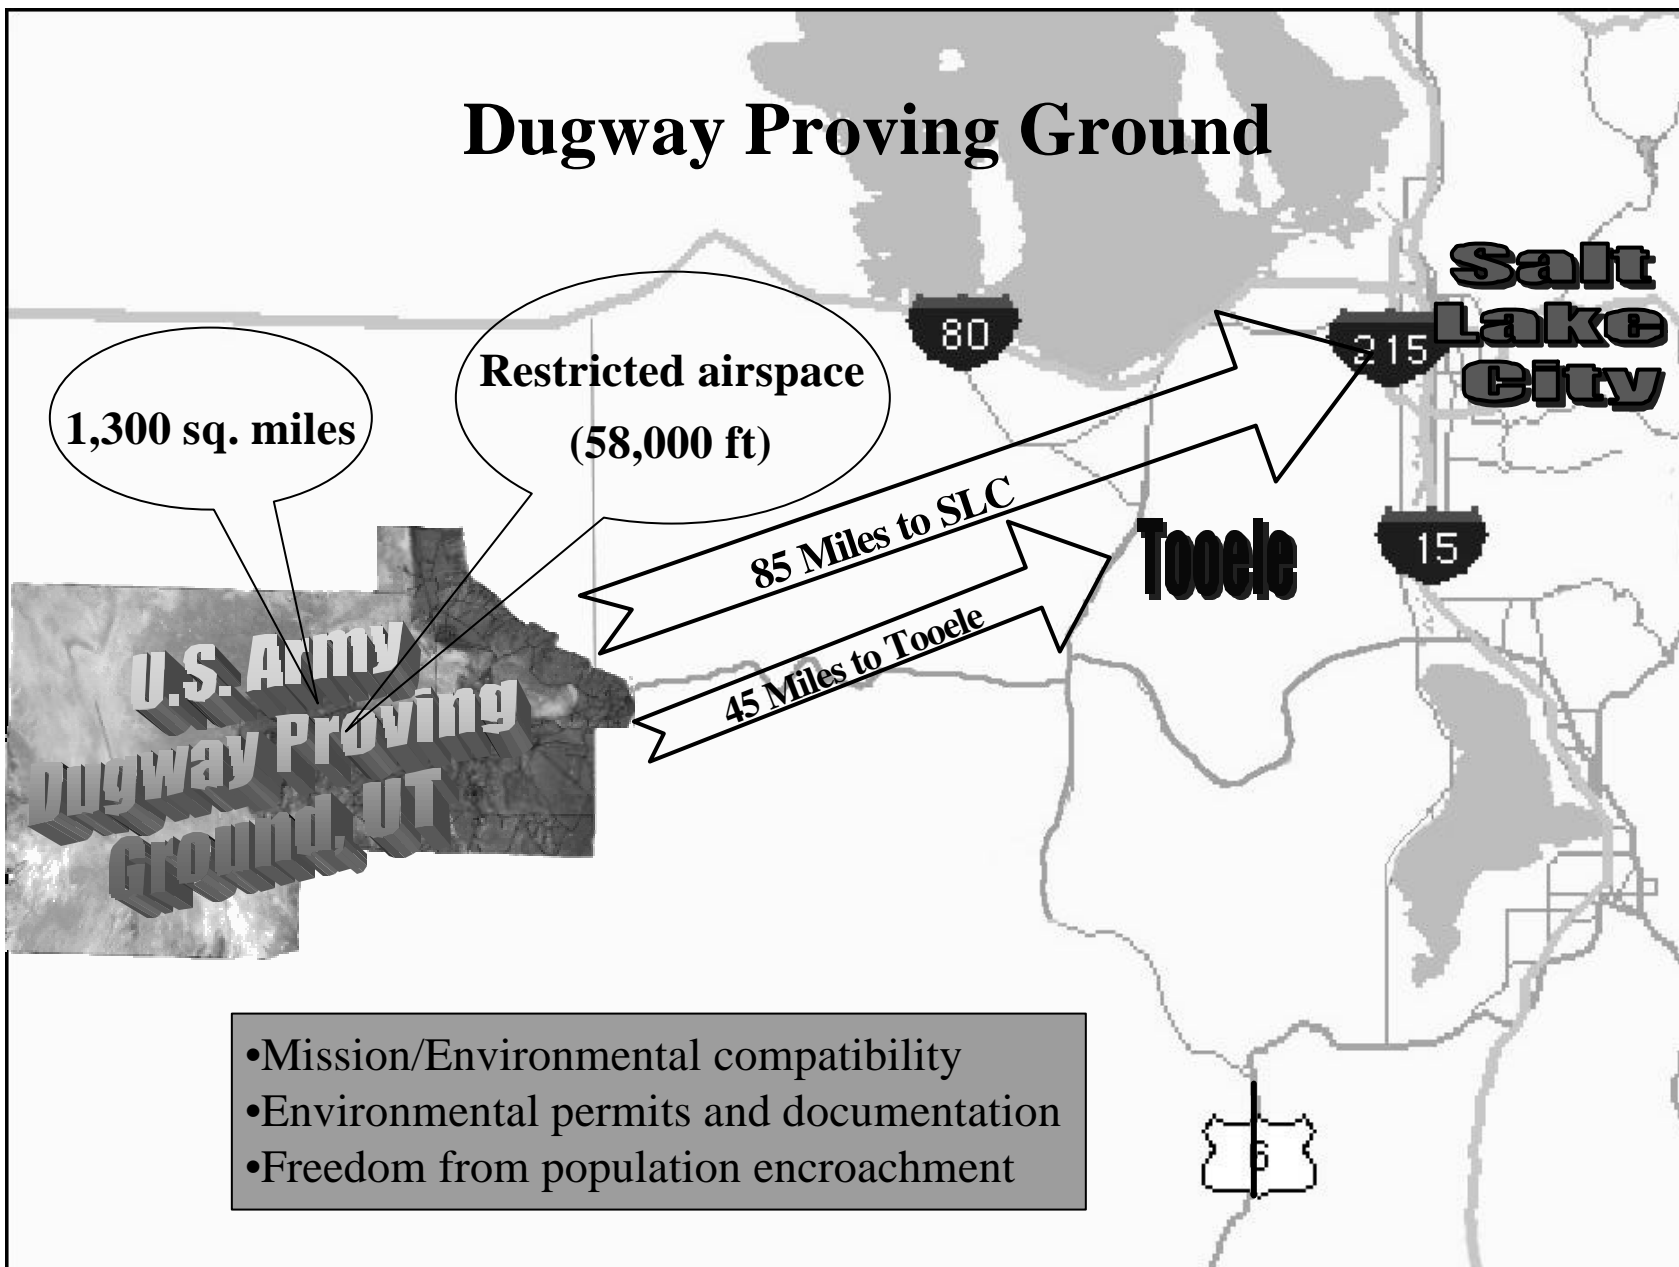 Dugway Proving Ground
Salt
Lake
City
80
215
1,300 sq. miles
Restricted airspace
(58,000 ft)
85 Miles to SLC
Tooele
15
45 Miles to Tooele
U.S. Army
Dugway Proving
Ground, UT
•Mission/Environmental compatibility
•Environmental permits and documentation
•Freedom from population encroachment
6